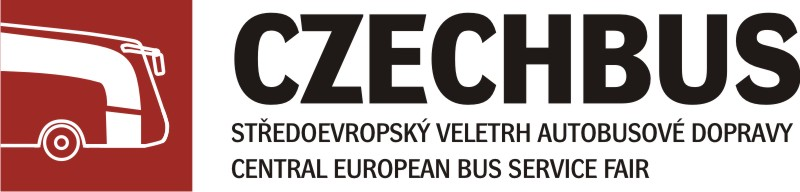 CZECHBUS
STŘEDOEVROPSKÝ VELETRH AUTOBUSOVÉ DOPRAVY
CENTRAL EUROPEAN BUS SERVICE FAIR